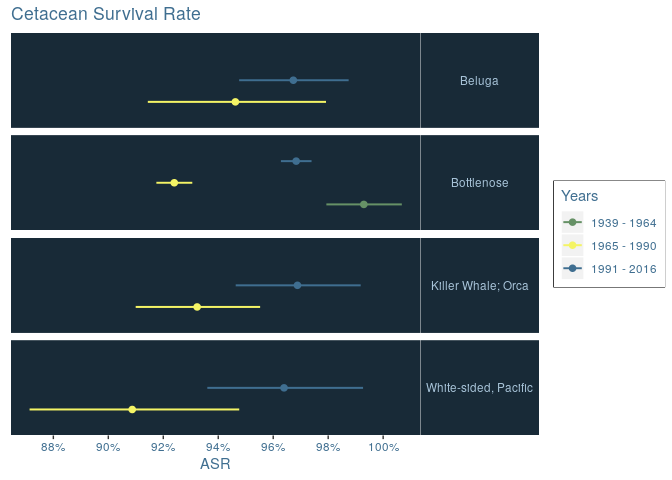 Cetacean Survival Rate
Beluga
Bottlenose
Killer Whale; Orca
White-sided, Pacific
88% 90% 92% 94% 96% 98% 100%
ASR
Years
1939 - 1964
1965 - 1990
1991 - 2016